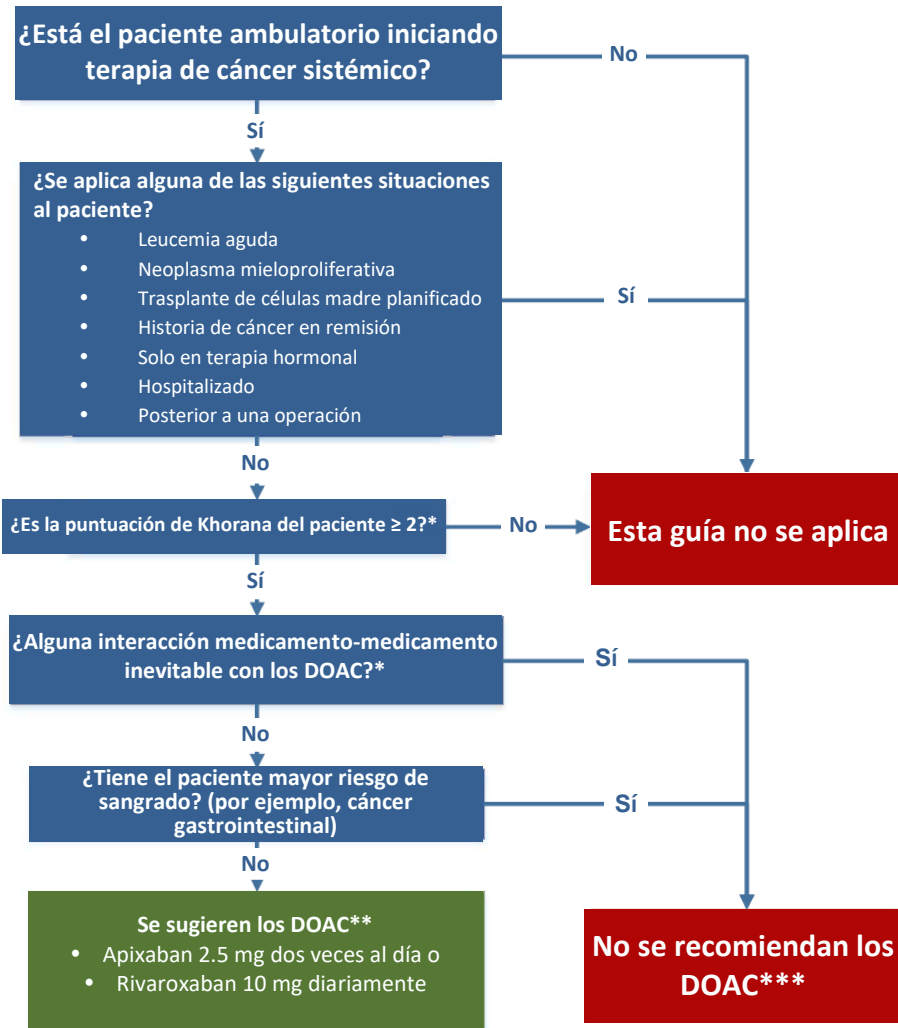 ¿Está el paciente ambulatorio iniciando
terapia de cáncer sistémico?
No
Sí
¿Se aplica alguna de las siguientes situaciones
al paciente?
• Leucemia aguda
• Neoplasma mieloproliferativa
• Trasplante de células madre planificado
• Historia de cáncer en remisión
• Solo en terapia hormonal
• Hospitalizado
• Posterior a una operación
Sí
No
¿Es la puntuación de Khorana del paciente ≥ 2?*
No
Esta guía no se aplica
Sí
¿Alguna interacción medicamento-medicamento
inevitable con los DOAC?*
Sí
No
¿Tiene el paciente mayor riesgo de
sangrado? (por ejemplo, cáncer
gastrointestinal)
Sí
No
Se sugieren los DOAC**
• Apixaban 2.5 mg dos veces al día o
• Rivaroxaban 10 mg diariamente
No se recomiendan los
DOAC***